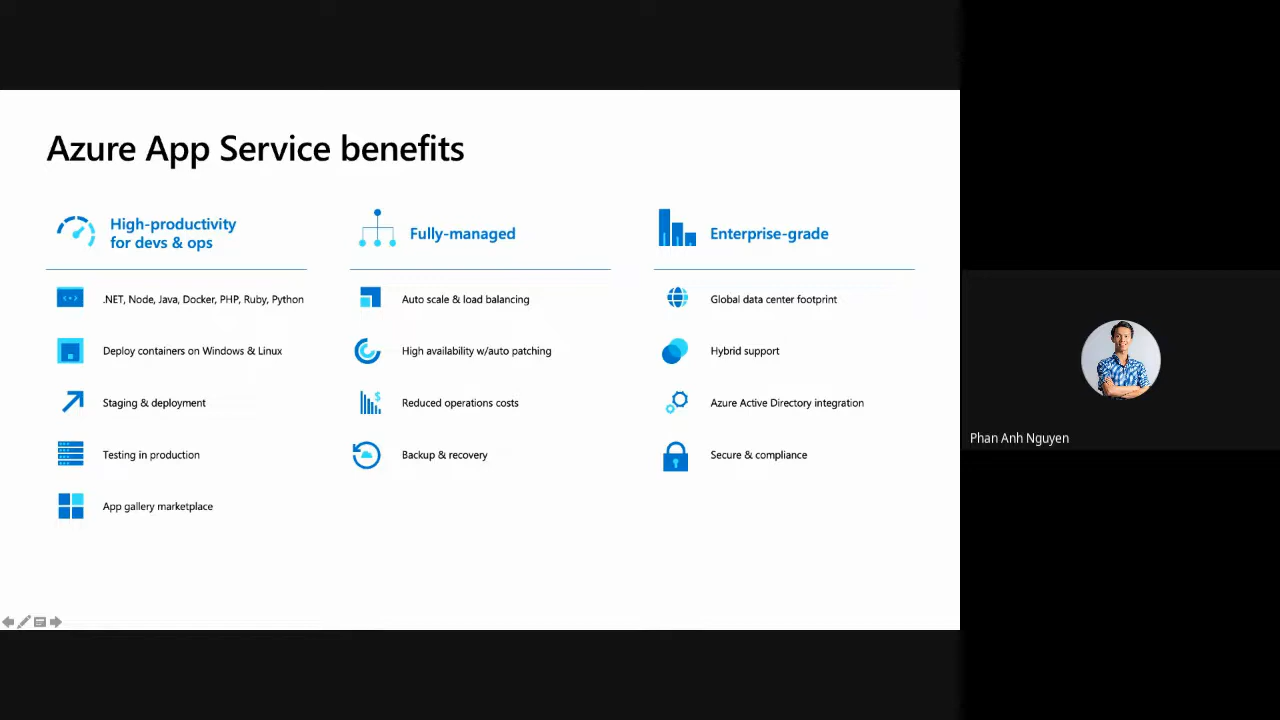 Azure App Service benefits
High-productivity
for devs & ops
.NET, Node, Java, Docker, PHP, Ruby, Python
Deploy containers on Windows & Linux
Staging & deployment
Testing in production
App gallery marketplace
Fully-managed
Auto scale & load balancing
High availability w/auto patching
Reduced operations costs
Backup & recovery
Enterprise-grade
Global data center footprint
Hybrid support
Azure Active Directory integration
Secure & compliance
Phan Anh Nguyen